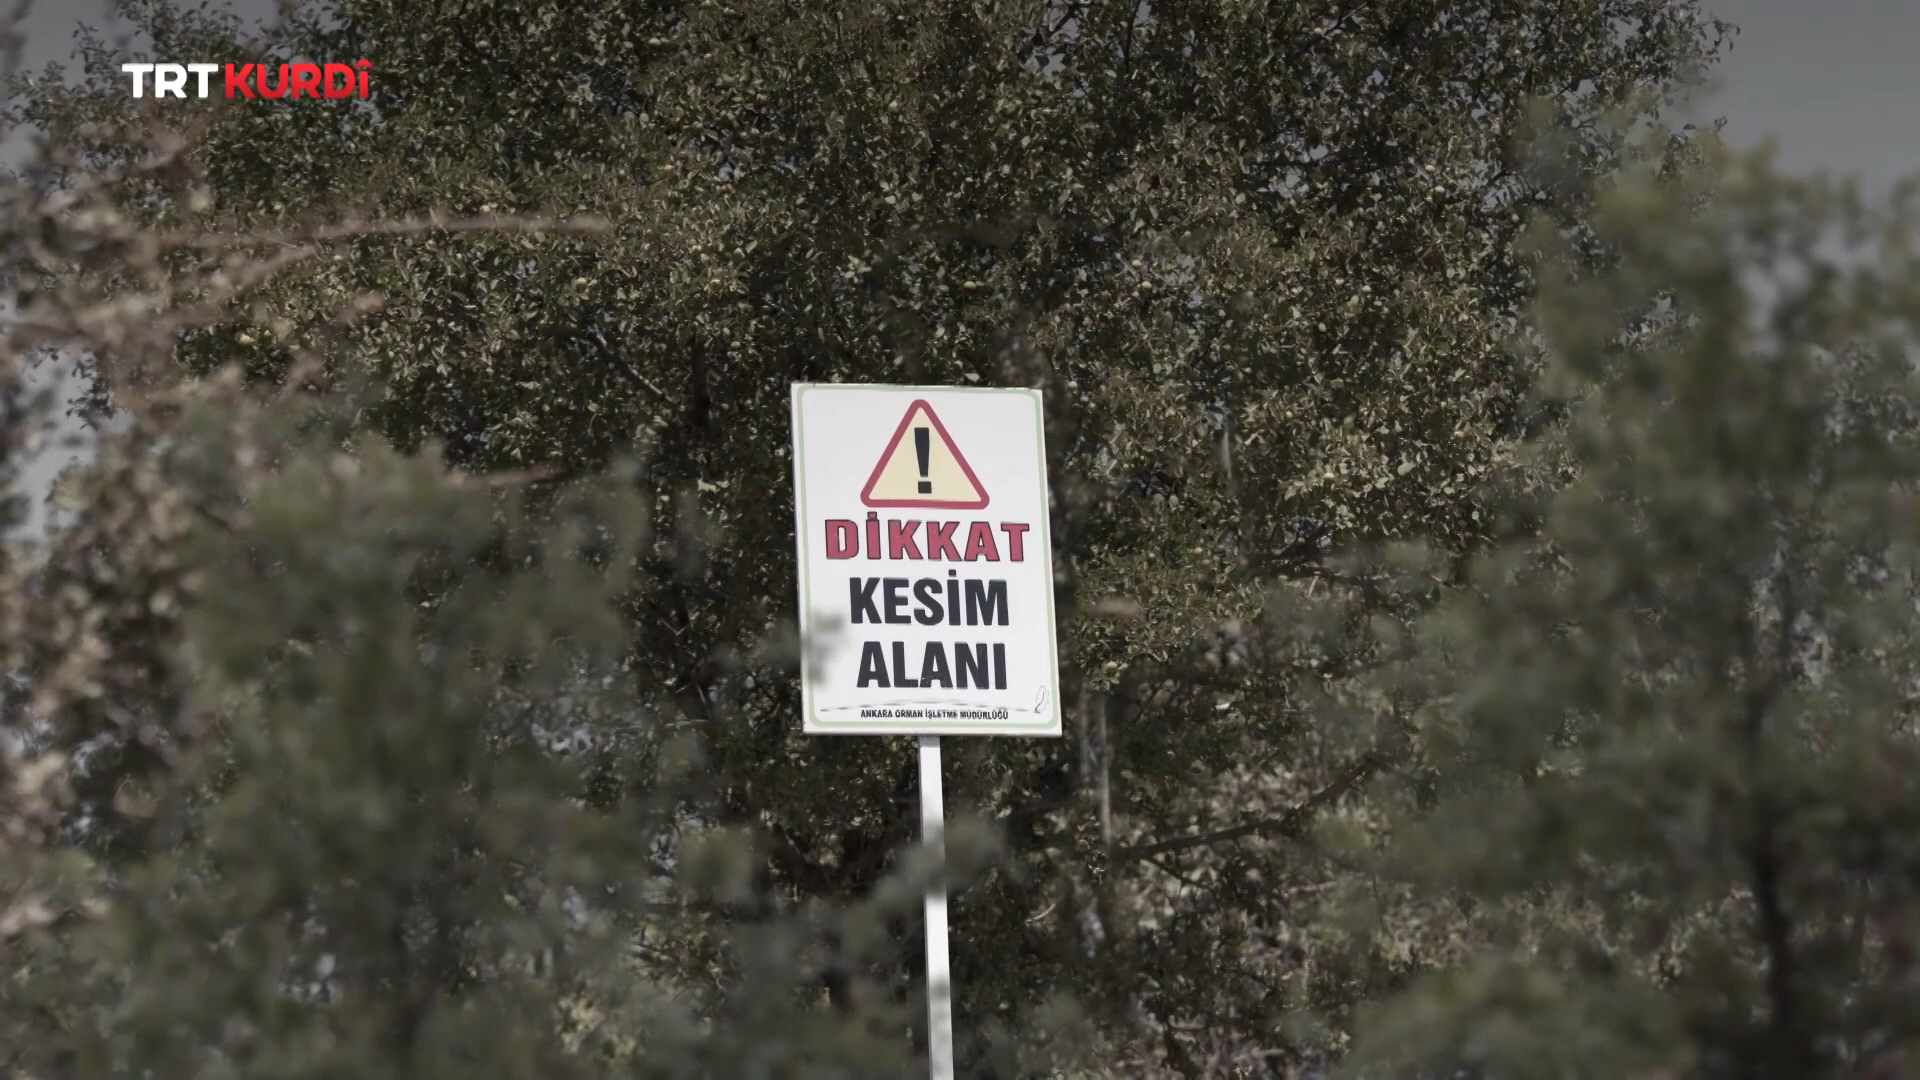 TRT KURDÎ
!
DİKKAT
KESİM
ALANI
ANKARA ORMAN İŞLETME MÜDÜRLÜĞÜ